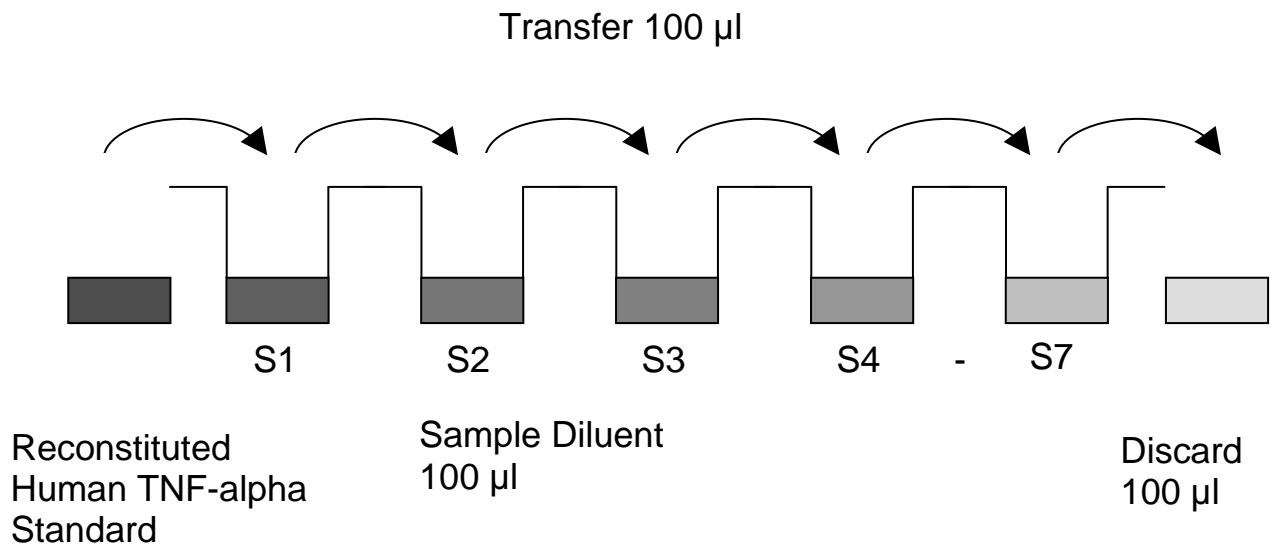 Transfer 100 µl
S1 S2 S3 S4 - S7
Reconstituted
Human TNF-alpha
Standard
Sample Diluent
100 µl
Discard
100 µl